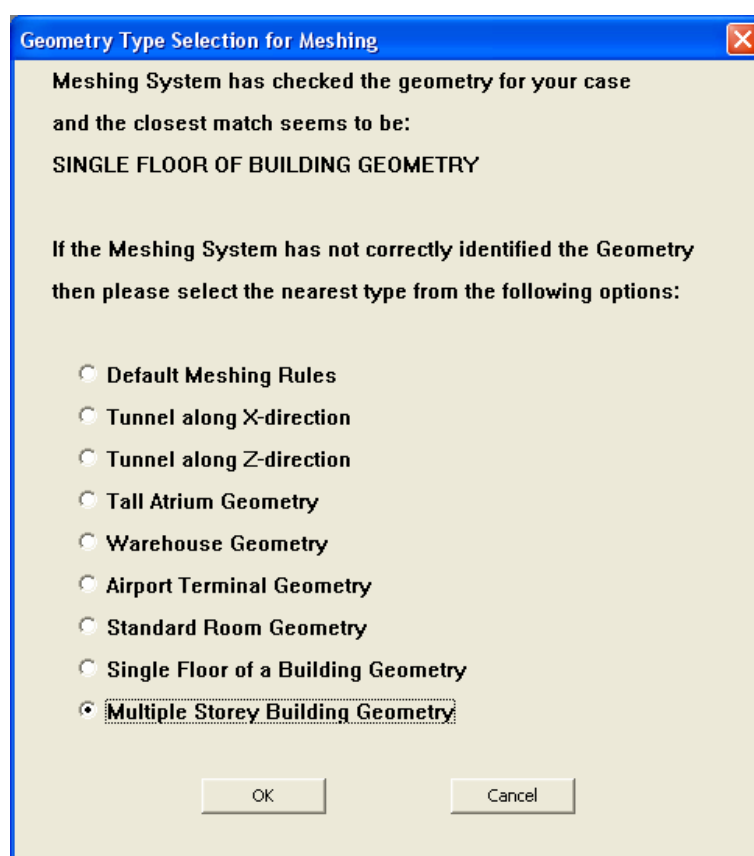 Geometry Type Selection for Meshing
Meshing System has checked the geometry for your case
and the closest match seems to be:
SINGLE FLOOR OF BUILDING GEOMETRY
If the Meshing System has not correctly identified the Geometry
then please select the nearest type from the following options:
Default Meshing Rules
Tunnel along X-direction
Tunnel along Z-direction
Tall Atrium Geometry
Warehouse Geometry
Airport Terminal Geometry
Standard Room Geometry
Single Floor of a Building Geometry
Multiple Storey Building Geometry
OK Cancel